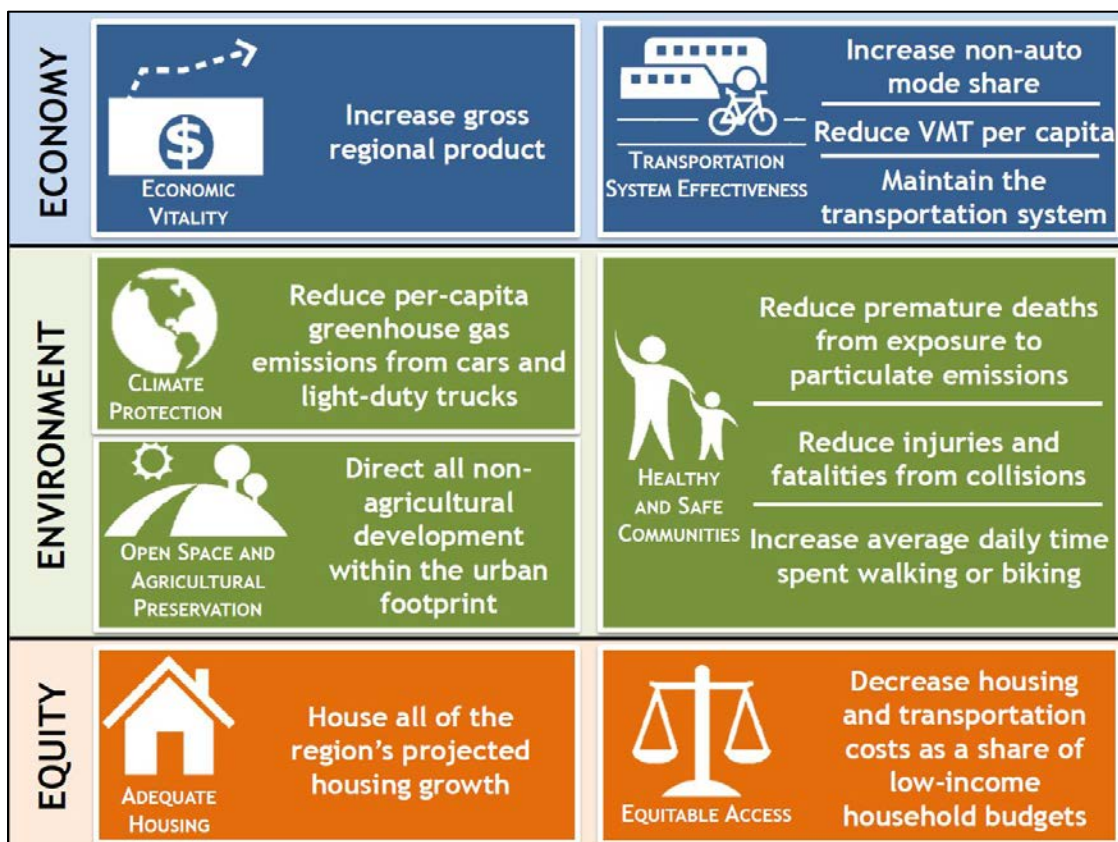 ECONOMY
$
ECONOMIC
VITALITY
Increase gross
regional product
TRANSPORTATION
SYSTEM EFFECTIVENESS
Increase non-auto
mode share
Reduce VMT per capita
Maintain the
transportation system
ENVIRONMENT
CLIMATE
PROTECTION
Reduce per-capita
greenhouse gas
emissions from cars and
light-duty trucks
OPEN SPACE AND
AGRICULTURAL
PRESERVATION
Direct all non-
agricultural
development
within the urban
footprint
HEALTHY
AND SAFE
COMMUNITIES
Reduce premature deaths
from exposure to
particulate emissions
Reduce injuries and
fatalities from collisions
Increase average daily time
spent walking or biking
EQUITY
ADEQUATE
HOUSING
House all of the
region's projected
housing growth
EQUITABLE ACCESS
Decrease housing
and transportation
costs as a share of
low-income
household budgets